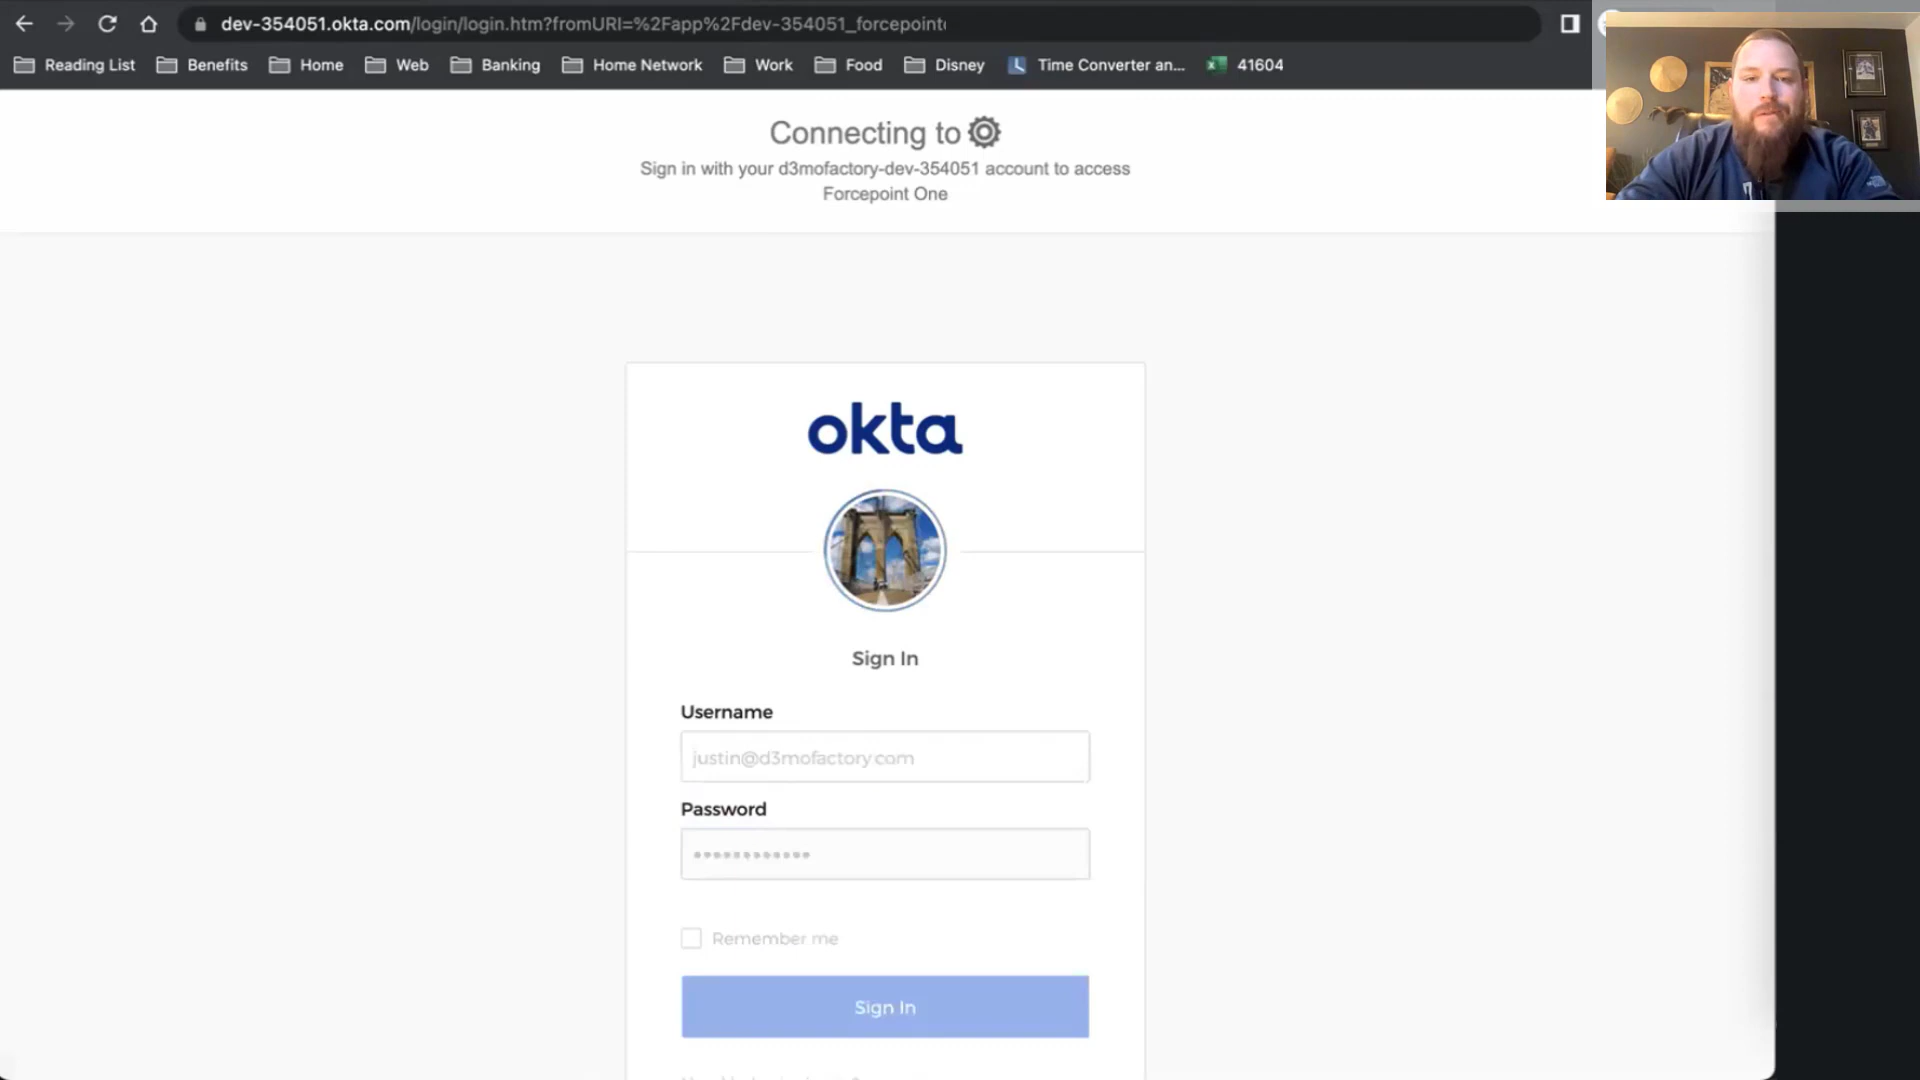 dev-354051.okta.com/login/login.htm?fromURI=%2Fapp%2Fdev-354051_forcepoint
Reading List Benefits Home Web Banking Home Network Work Food Disney Time Converter an... 41604
Connecting to
Sign in with your d3mofactory-dev-354051 account to access
Forcepoint One
okta
Sign In
Username
justin@d3mofactory.com
Password
Remember me
Sign In